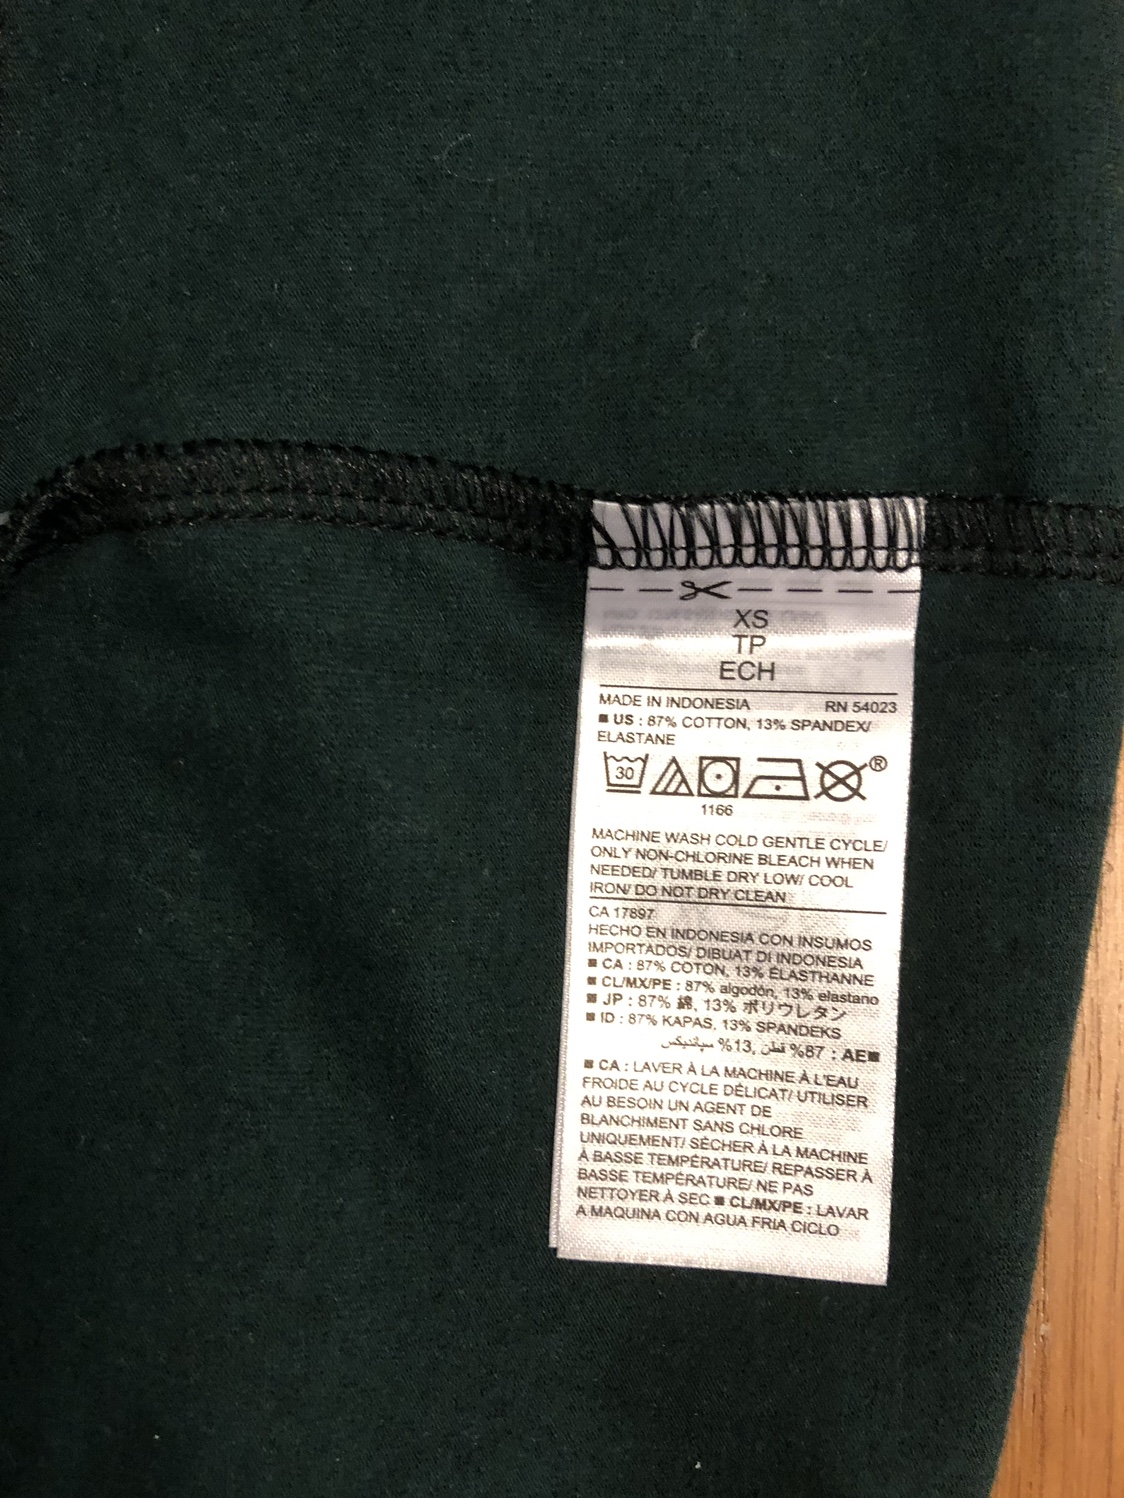 XS
TP
ECH
MADE IN INDONESIA RN 54023
■ US : 87% COTTON, 13% SPANDEX/
ELASTANE
30 ®
1166
MACHINE WASH COLD GENTLE CYCLE/
ONLY NON-CHLORINE BLEACH WHEN
NEEDED/ TUMBLE DRY LOW/ COOL
IRON/ DO NOT DRY CLEAN
CA 17897
HECHO EN INDONESIA CON INSUMOS
IMPORTADOS/ DIBUAT DI INDONESIA
■ CA : 87% COTON, 13% ÉLASTHANNE
■ CL/MX/PE : 87% algodón, 13% elastano
■ JP : 87% 綿, 13% ポリウレタン
■ ID : 87% KAPAS, 13% SPANDEKS
■AE : 87% قطن, 13% سپانديكس
■ CA : LAVER À LA MACHINE À L'EAU
FROIDE AU CYCLE DÉLICAT/ UTILISER
AU BESOIN UN AGENT DE
BLANCHIMENT SANS CHLORE
UNIQUEMENT/ SÉCHER À LA MACHINE
À BASSE TEMPÉRATURE/ REPASSER À
BASSE TEMPÉRATURE/ NE PAS
NETTOYER À SEC ■ CL/MX/PE : LAVAR
A MAQUINA CON AGUA FRIA CICLO